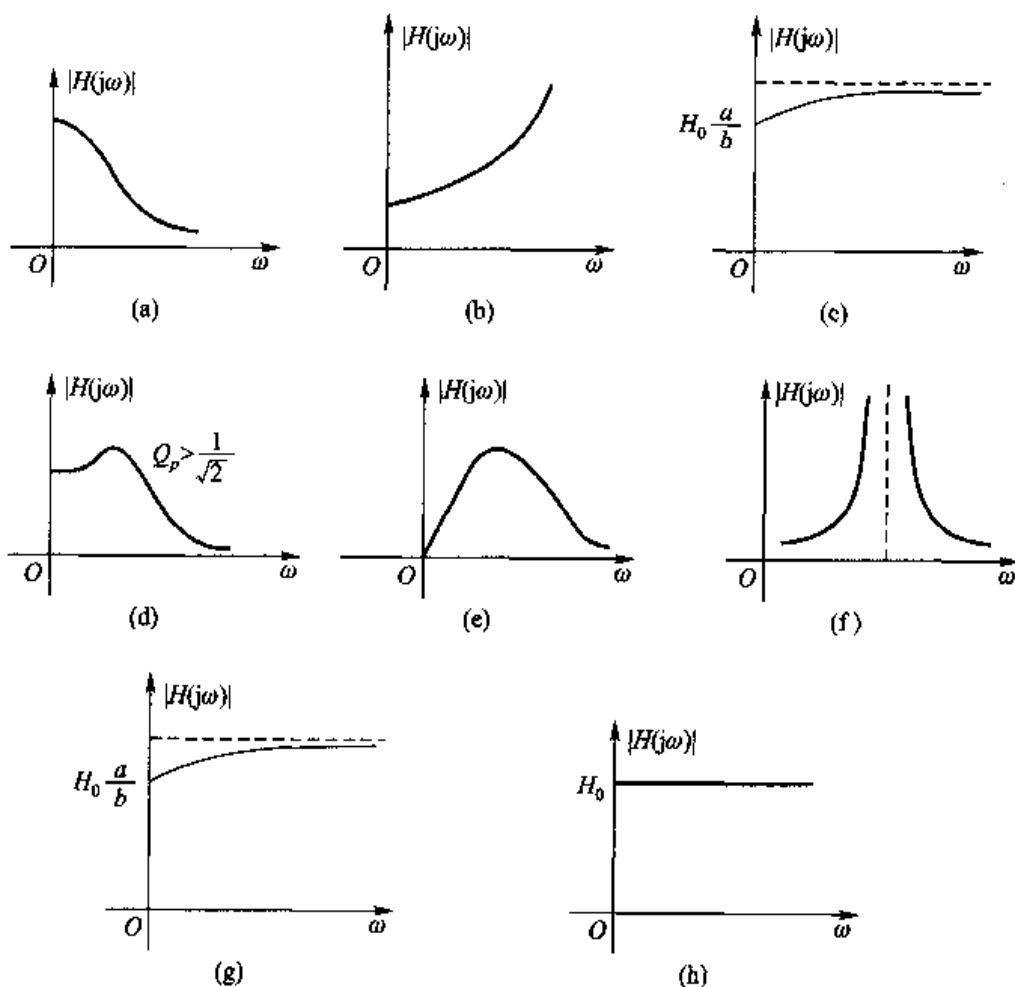 |H(jω)|
O
ω
(a)
|H(jω)|
O
ω
(b)
|H(jω)|
H₀ a/b
O
ω
(c)
|H(jω)|
Qₚ > 1/√2
O
ω
(d)
|H(jω)|
O
ω
(e)
|H(jω)|
O
ω
(f)
|H(jω)|
H₀ a/b
O
ω
(g)
|H(jω)|
H₀
O
ω
(h)